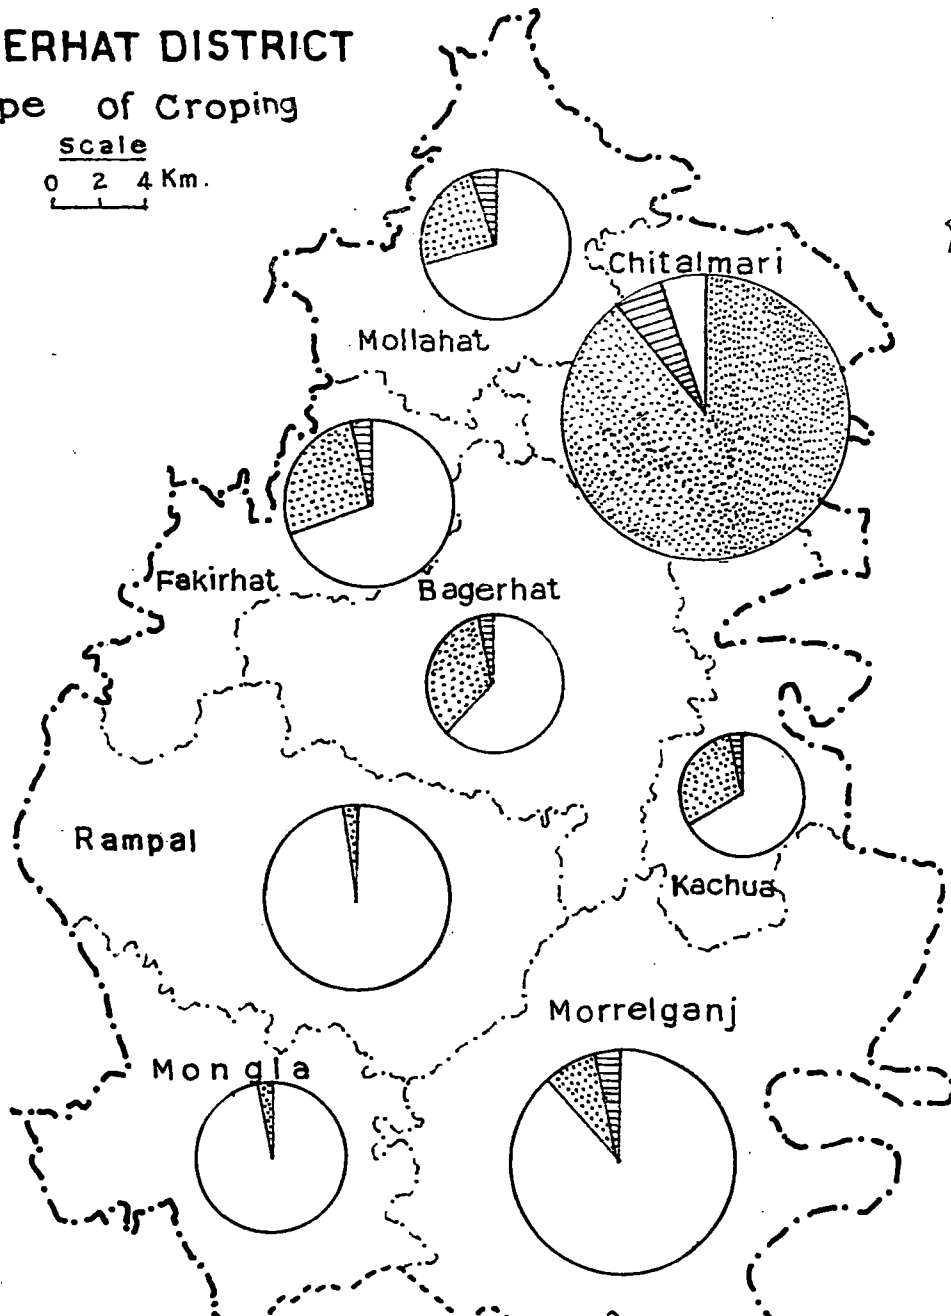 ERHAT DISTRICT
pe of Croping
Scale
0 2 4 Km.
Chitalmari
Mollahat
Fakirhat
Bagerhat
Rampal
Kachua
Morrelganj
Mongla